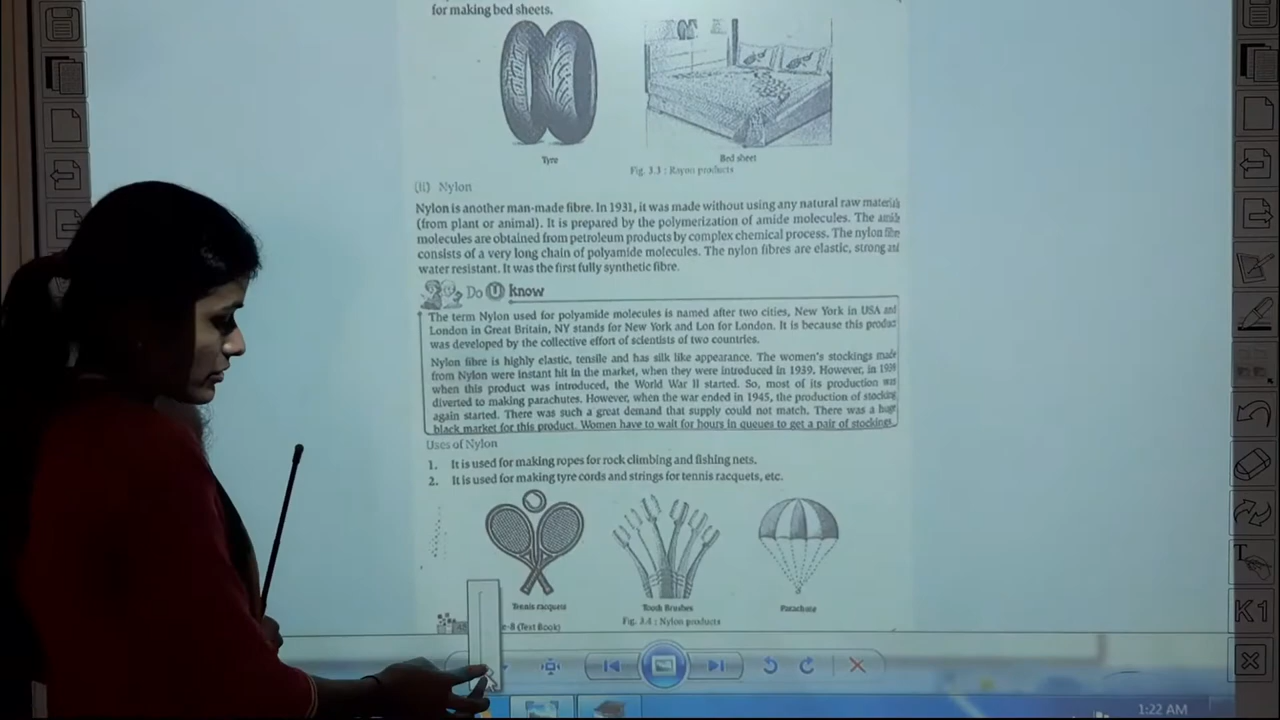 for making bed sheets.
Tyre
Bed sheet
Fig. 3.3 : Rayon products
(ii) Nylon
Nylon is another man-made fibre. In 1931, it was made without using any natural raw materials
(from plant or animal). It is prepared by the polymerization of amide molecules. The amide
molecules are obtained from petroleum products by complex chemical process. The nylon fibre
consists of a very long chain of polyamide molecules. The nylon fibres are elastic, strong and
water resistant. It was the first fully synthetic fibre.
Do U know
The term Nylon used for polyamide molecules is named after two cities, New York in USA and
London in Great Britain, NY stands for New York and Lon for London. It is because this product
was developed by the collective effort of scientists of two countries.
Nylon fibre is highly elastic, tensile and has silk like appearance. The women's stockings made
from Nylon were instant hit in the market, when they were introduced in 1939. However, in 1939
when this product was introduced, the World War II started. So, most of its production was
diverted to making parachutes. However, when the war ended in 1945, the production of stocking
again started. There was such a great demand that supply could not match. There was a huge
black market for this product. Women have to wait for hours in queues to get a pair of stockings.
Uses of Nylon
1. It is used for making ropes for rock climbing and fishing nets.
2. It is used for making tyre cords and strings for tennis racquets, etc.
Tennis racquets
Tooth Brushes
Parachute
Fig. 3.4 : Nylon products
e-8 (Text Book)
T
K1
1:22 AM